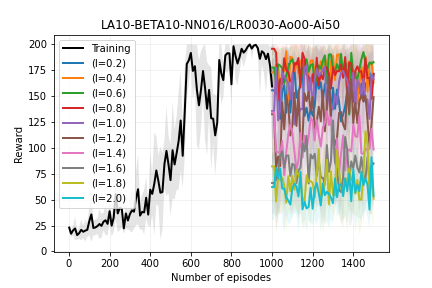 LA10-BETA10-NN016/LR0030-Ao00-Ai50
Reward
200
175
150
125
100
75
50
25
0
Training
(l=0.2)
(l=0.4)
(l=0.6)
(l=0.8)
(l=1.0)
(l=1.2)
(l=1.4)
(l=1.6)
(l=1.8)
(l=2.0)
0 200 400 600 800 1000 1200 1400
Number of episodes